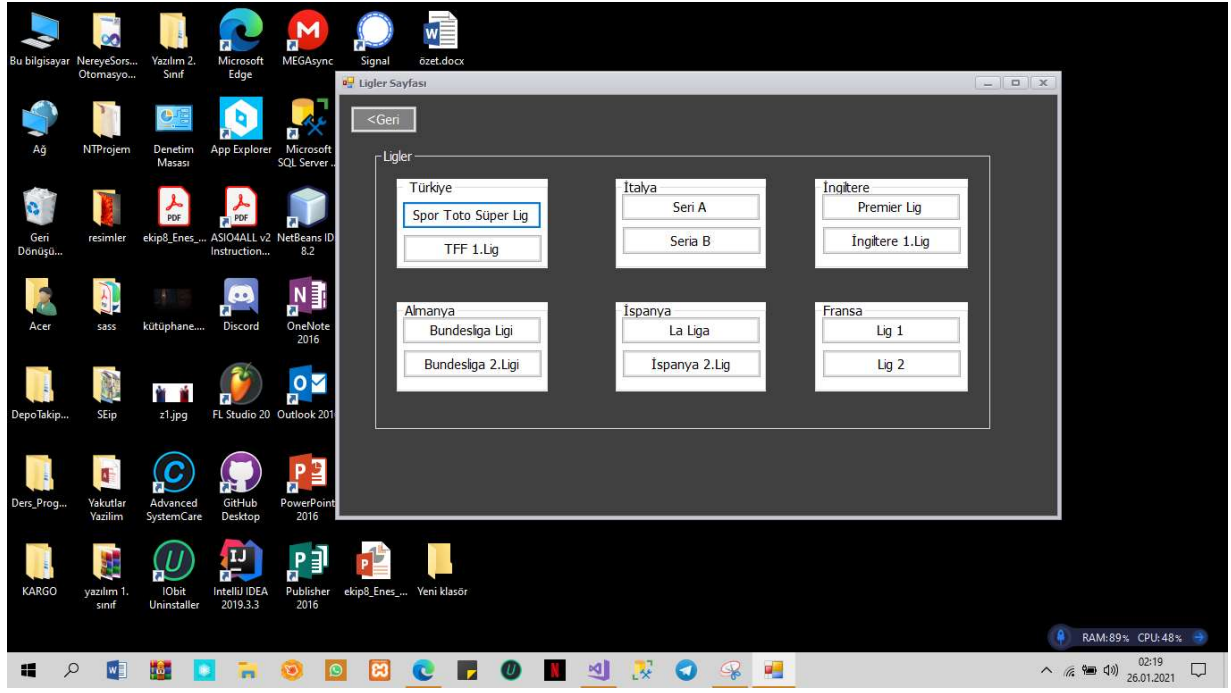 Bu bilgisayar
NereyeSors...
Otomasyo...
Yazılım 2.
Sınıf
Microsoft
Edge
MEGAsync
Signal
özet.docx
Ağ
NTProjem
Denetim
Masası
App Explorer
Microsoft
SQL Server ...
Geri
Dönüşü...
resimler
ekip8_Enes_...
ASIO4ALL v2
Instruction...
NetBeans ID
8.2
Acer
sass
kütüphane....
Discord
OneNote
2016
DepoTakip...
SEip
z1.jpg
FL Studio 20
Outlook 201
Ders_Prog...
Yakutlar
Yazilim
Advanced
SystemCare
GitHub
Desktop
PowerPoint
2016
KARGO
yazılım 1.
sınıf
IObit
Uninstaller
IntelliJ IDEA
2019.3.3
Publisher
2016
ekip8_Enes_...
Yeni klasör
Ligler Sayfası
<Geri
Ligler
Türkiye
Spor Toto Süper Lig
TFF 1.Lig
İtalya
Seri A
Seria B
İngiltere
Premier Lig
İngiltere 1.Lig
Almanya
Bundesliga Ligi
Bundesliga 2.Ligi
İspanya
La Liga
İspanya 2.Lig
Fransa
Lig 1
Lig 2
RAM:89% CPU:48%
02:19
26.01.2021